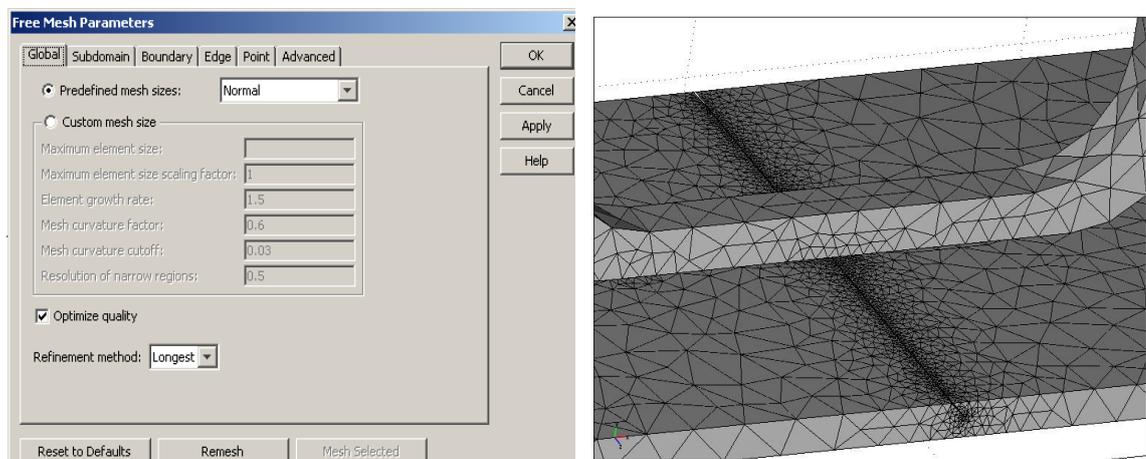 Free Mesh Parameters
Global Subdomain Boundary Edge Point Advanced
OK
Predefined mesh sizes: Normal
Cancel
Custom mesh size
Apply
Maximum element size:
Help
Maximum element size scaling factor: 1
Element growth rate: 1.5
Mesh curvature factor: 0.6
Mesh curvature cutoff: 0.03
Resolution of narrow regions: 0.5
Optimize quality
Refinement method: Longest
Reset to Defaults Remesh Mesh Selected